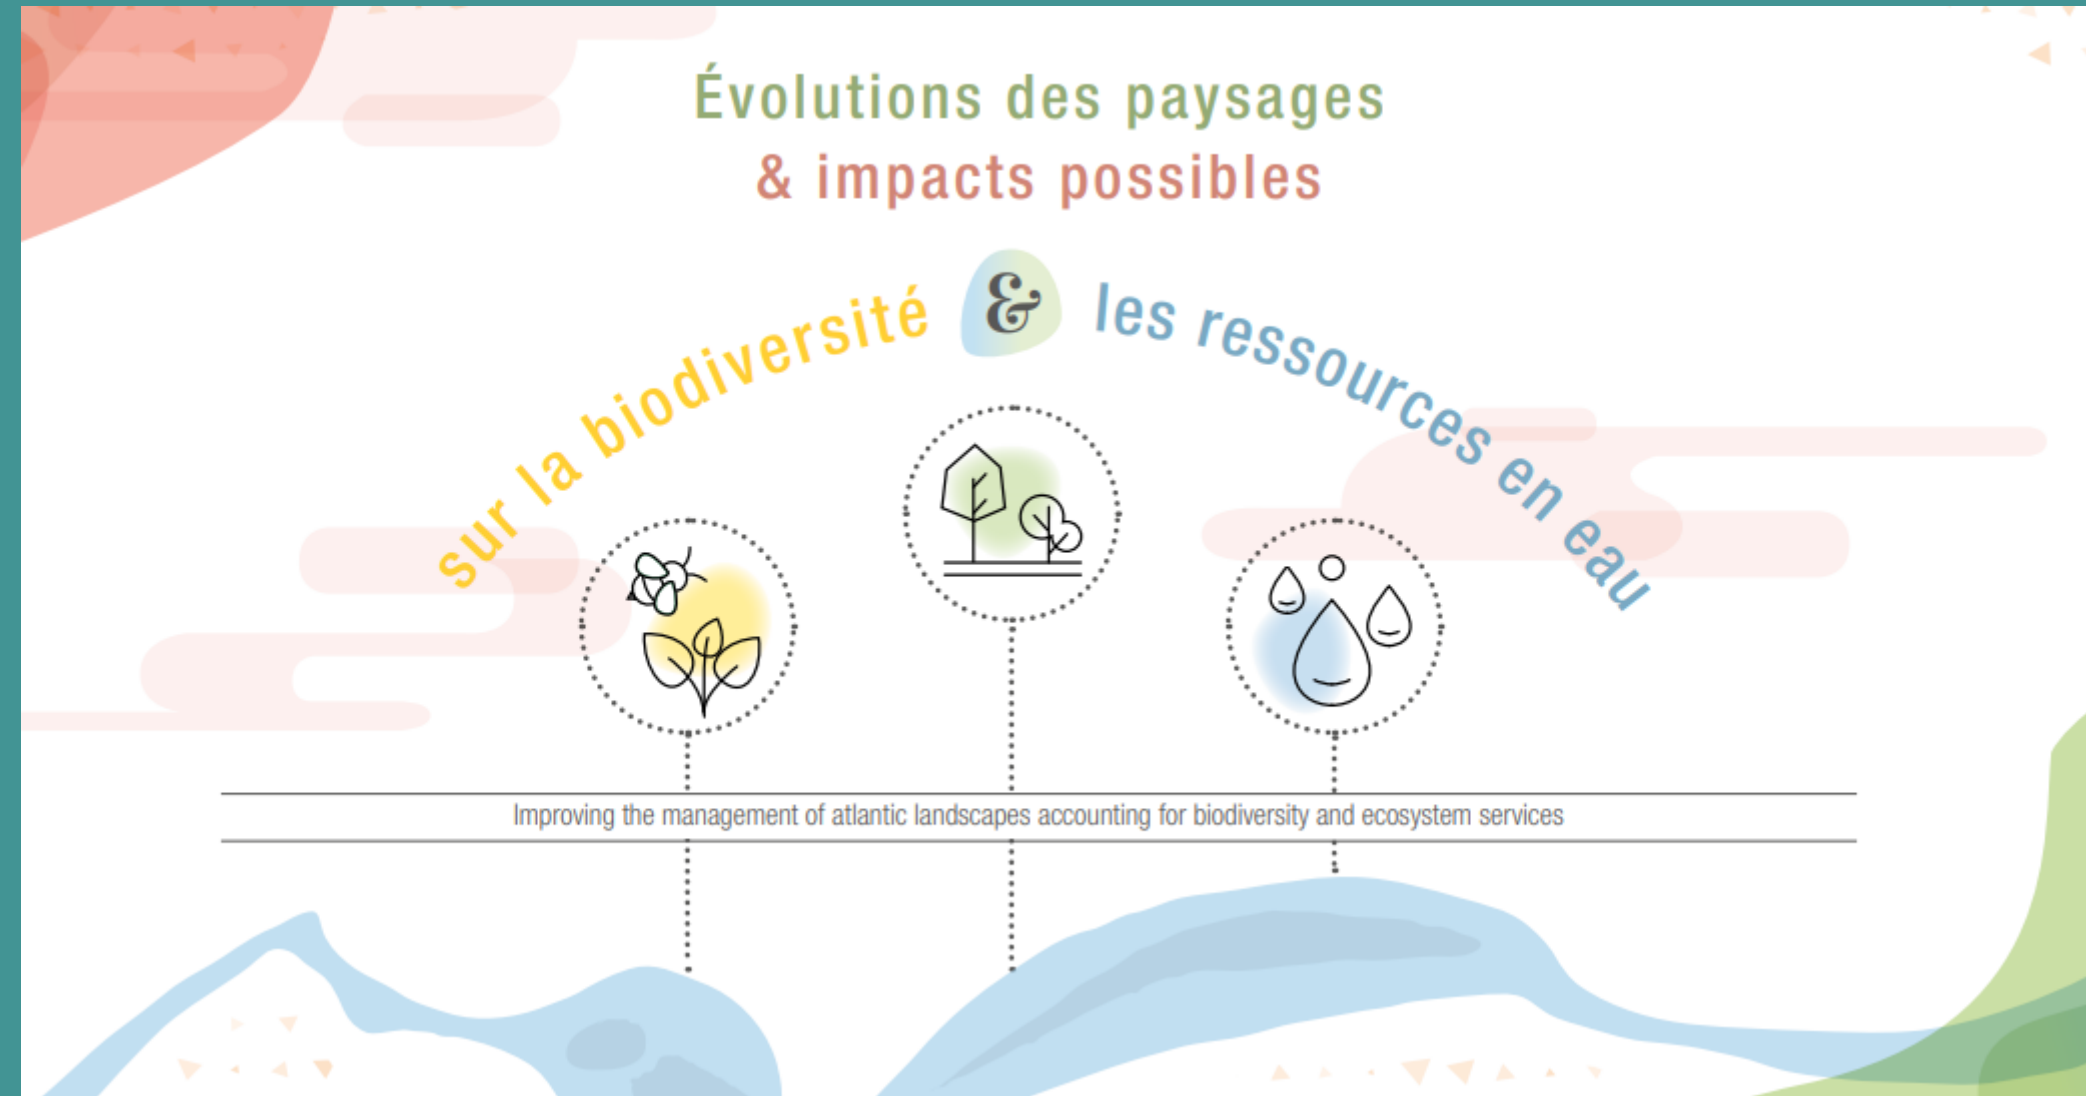 Évolutions des paysages
& impacts possibles
sur la biodiversité & les ressources en eau
Improving the management of atlantic landscapes accounting for biodiversity and ecosystem services